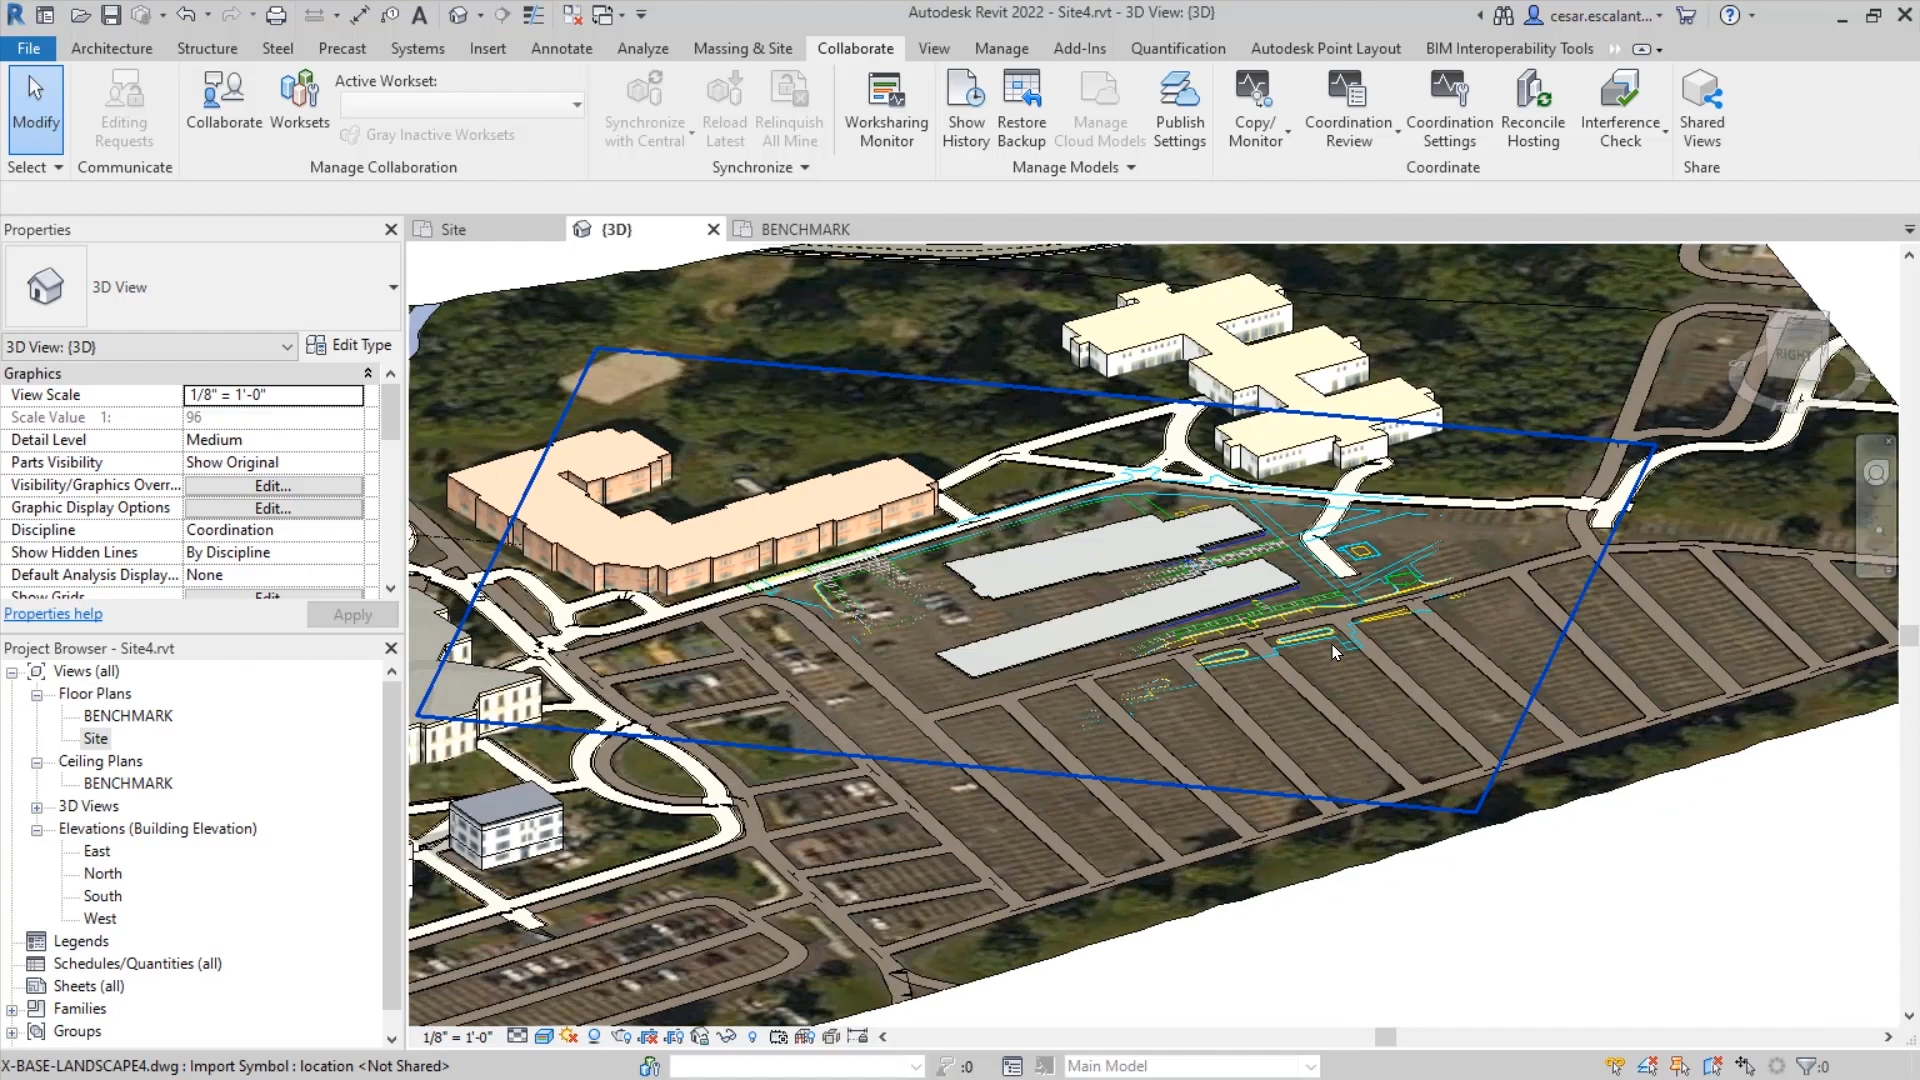 Autodesk Revit 2022 - Site4.rvt - 3D View: {3D}
cesar.escalant...
File Architecture Structure Steel Precast Systems Insert Annotate Analyze Massing & Site Collaborate View Manage Add-Ins Quantification Autodesk Point Layout BIM Interoperability Tools
Modify
Editing Requests
Collaborate
Worksets
Active Workset:
Gray Inactive Worksets
Synchronize with Central
Reload Latest
Relinquish All Mine
Worksharing Monitor
Show History
Restore Backup
Manage Cloud Models
Publish Settings
Copy/ Monitor
Coordination Review
Coordination Settings
Reconcile Hosting
Interference Check
Shared Views
Select Communicate Manage Collaboration Synchronize Manage Models Coordinate Share
Properties
Site {3D} BENCHMARK
3D View
3D View: {3D} Edit Type
Graphics
View Scale 1/8" = 1'-0"
Scale Value 1: 96
Detail Level Medium
Parts Visibility Show Original
Visibility/Graphics Overr... Edit...
Graphic Display Options Edit...
Discipline Coordination
Show Hidden Lines By Discipline
Default Analysis Display... None
Show Grids Edit...
Properties help Apply
Project Browser - Site4.rvt
Views (all)
Floor Plans
BENCHMARK
Site
Ceiling Plans
BENCHMARK
3D Views
Elevations (Building Elevation)
East
North
South
West
Legends
Schedules/Quantities (all)
Sheets (all)
Families
Groups
RIGHT
1/8" = 1'-0"
X-BASE-LANDSCAPE4.dwg : Import Symbol : location <Not Shared>
:0
Main Model
:0